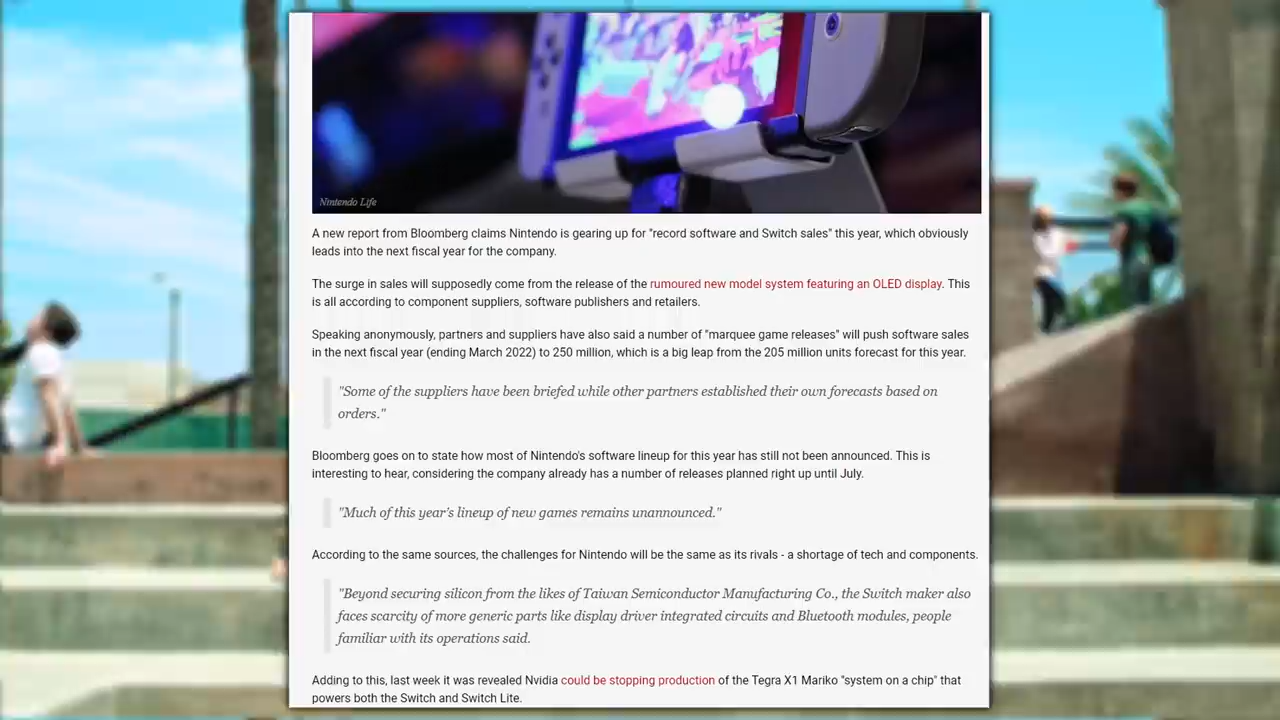 Nintendo Life
A new report from Bloomberg claims Nintendo is gearing up for "record software and Switch sales" this year, which obviously
leads into the next fiscal year for the company.
The surge in sales will supposedly come from the release of the rumoured new model system featuring an OLED display. This
is all according to component suppliers, software publishers and retailers.
Speaking anonymously, partners and suppliers have also said a number of "marquee game releases" will push software sales
in the next fiscal year (ending March 2022) to 250 million, which is a big leap from the 205 million units forecast for this year.
"Some of the suppliers have been briefed while other partners established their own forecasts based on
orders."
Bloomberg goes on to state how most of Nintendo's software lineup for this year has still not been announced. This is
interesting to hear, considering the company already has a number of releases planned right up until July.
"Much of this year's lineup of new games remains unannounced."
According to the same sources, the challenges for Nintendo will be the same as its rivals - a shortage of tech and components.
"Beyond securing silicon from the likes of Taiwan Semiconductor Manufacturing Co., the Switch maker also
faces scarcity of more generic parts like display driver integrated circuits and Bluetooth modules, people
familiar with its operations said.
Adding to this, last week it was revealed Nvidia could be stopping production of the Tegra X1 Mariko "system on a chip" that
powers both the Switch and Switch Lite.